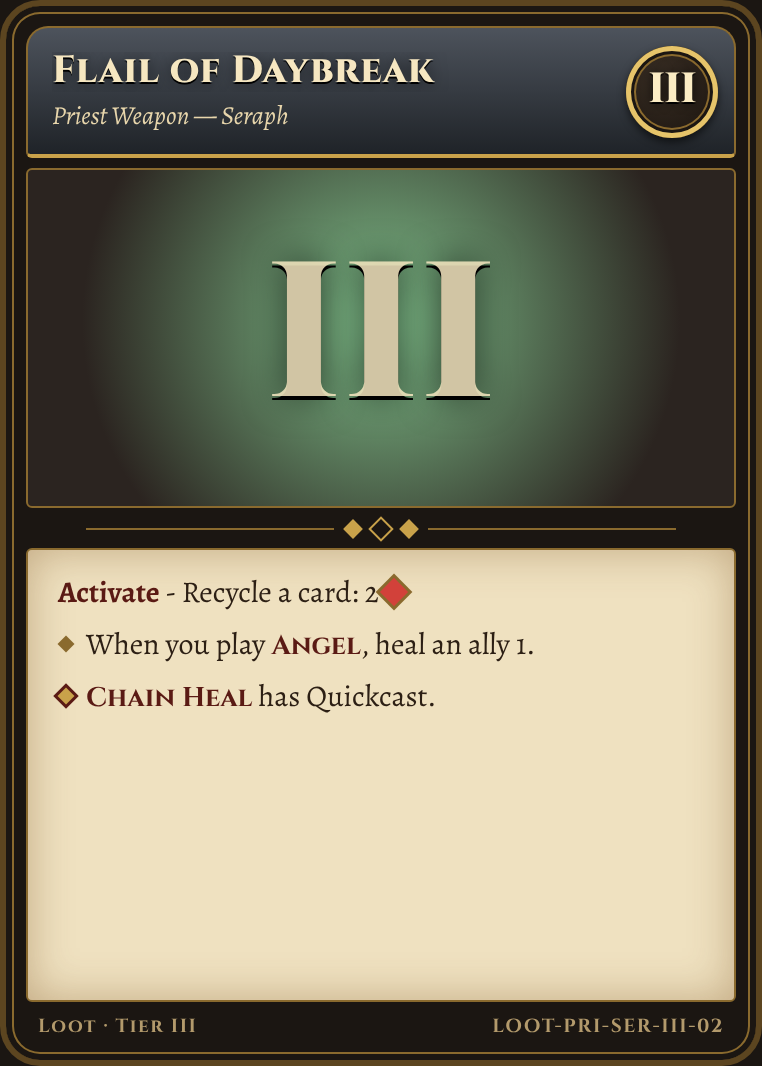 Flail of Daybreak
Priest Weapon — Seraph
III
III
Activate - Recycle a card: 2
When you play Angel, heal an ally 1.
Chain Heal has Quickcast.
Loot · Tier III
LOOT-PRI-SER-III-02